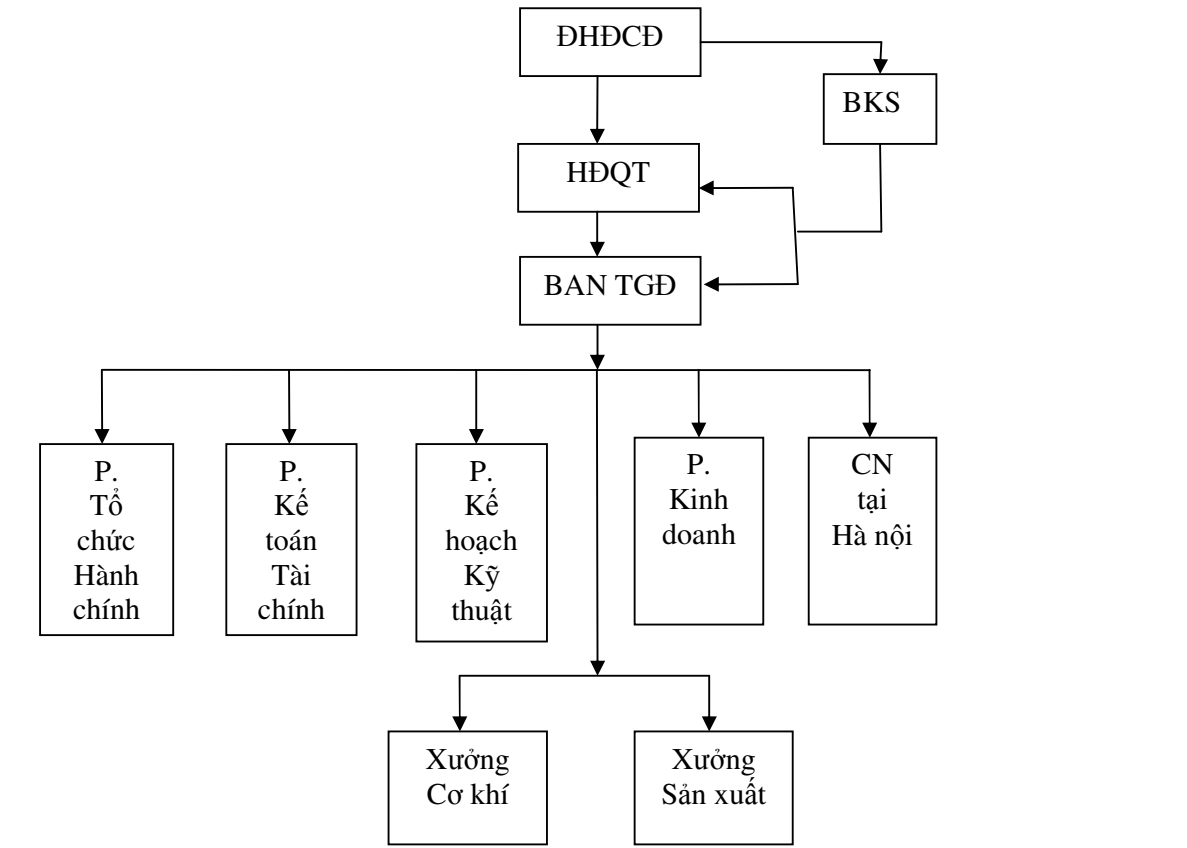 ĐHĐCĐ
BKS
HĐQT
BAN TGĐ
P.
Tổ
chức
Hành
chính
P.
Kế
toán
Tài
chính
P.
Kế
hoạch
Kỹ
thuật
P.
Kinh
doanh
CN
tại
Hà nội
Xưởng
Cơ khí
Xưởng
Sản xuất